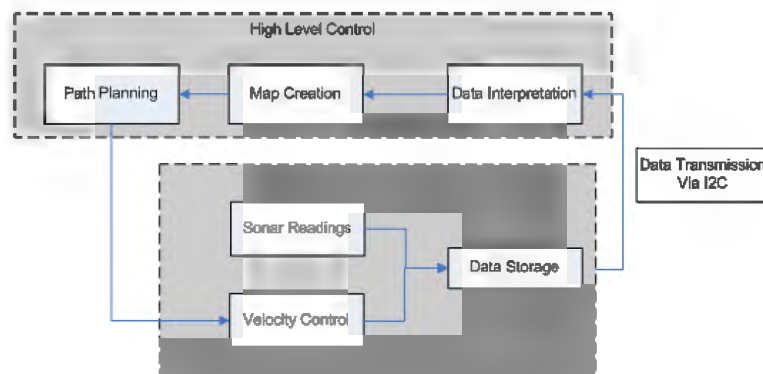 High Level Control
Path Planning
Map Creation
Data Interpretation
Data Transmission
Via I2C
Sonar Readings
Data Storage
Velocity Control